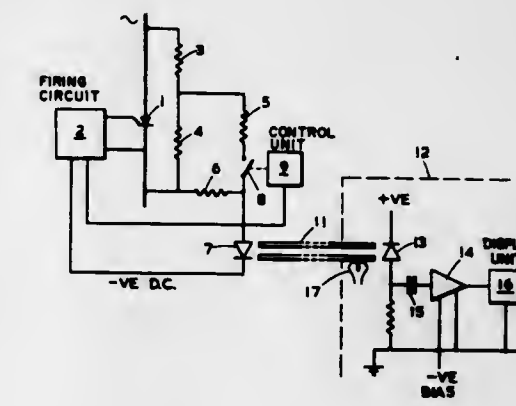 FIRING
CIRCUIT
2
1
3
4
5
6
8
CONTROL
UNIT
9
7
-VE D.C.
11
17
12
+VE
13
14
15
16
-VE
BIAS